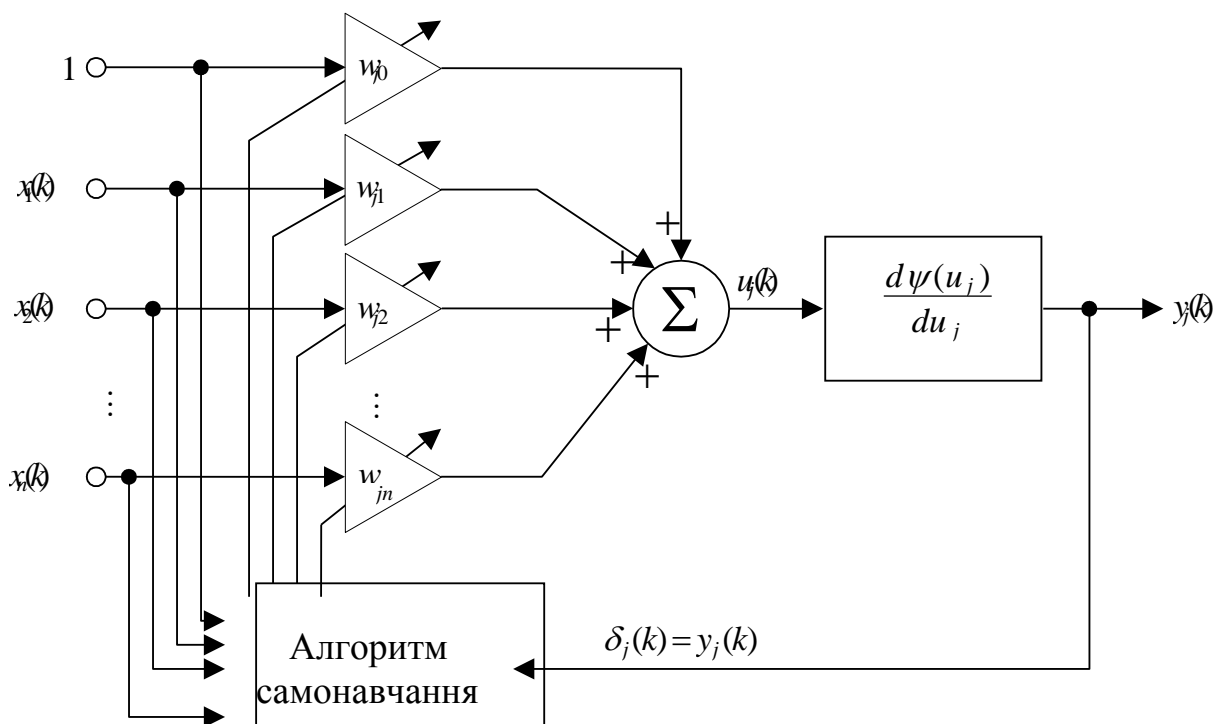 1
w_{j0}
x_1(k)
w_{j1}
x_2(k)
w_{j2}
+
+
+
+
Σ
u_j(k)
dψ(u_j)
du_j
y_j(k)
⋮
⋮
x_n(k)
w_{jn}
Алгоритм
самонавчання
δ_j(k)=y_j(k)